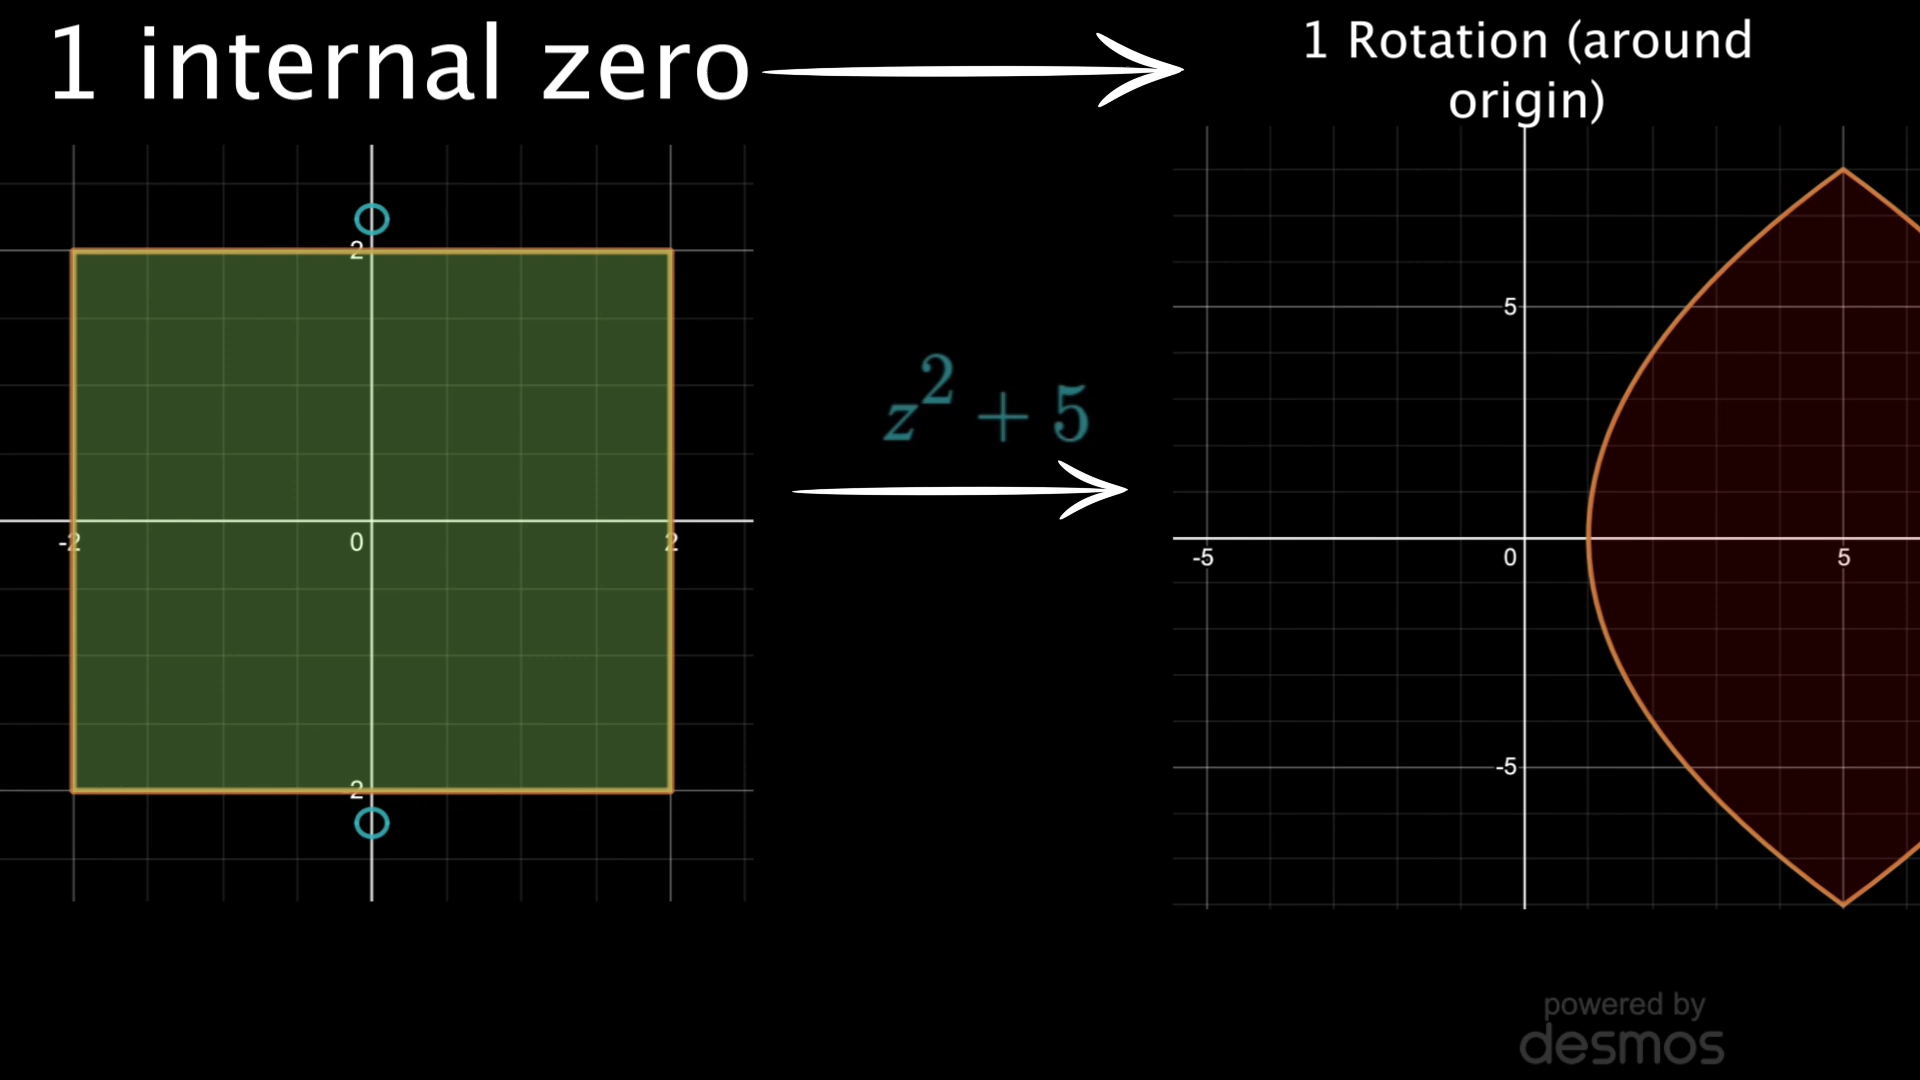 1 internal zero
1 Rotation (around
origin)
2
-2
0
2
2
z² + 5
5
-5
0
5
-5
powered by
desmos